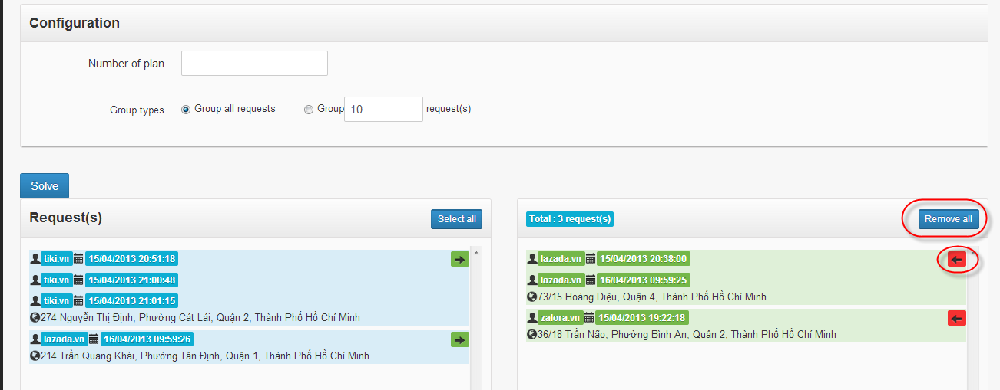 Configuration
Number of plan
Group types Group all requests Group 10 request(s)
Solve
Request(s) Select all
tiki.vn 15/04/2013 20:51:18
tiki.vn 15/04/2013 21:00:48
tiki.vn 15/04/2013 21:01:15
274 Nguyễn Thị Định, Phường Cát Lái, Quận 2, Thành Phố Hồ Chí Minh
lazada.vn 16/04/2013 09:59:26
214 Trần Quang Khải, Phường Tân Định, Quận 1, Thành Phố Hồ Chí Minh
Total : 3 request(s) Remove all
lazada.vn 15/04/2013 20:38:00
lazada.vn 16/04/2013 09:59:25
73/15 Hoàng Diệu, Quận 4, Thành Phố Hồ Chí Minh
zalora.vn 15/04/2013 19:22:18
36/18 Trần Não, Phường Bình An, Quận 2, Thành Phố Hồ Chí Minh